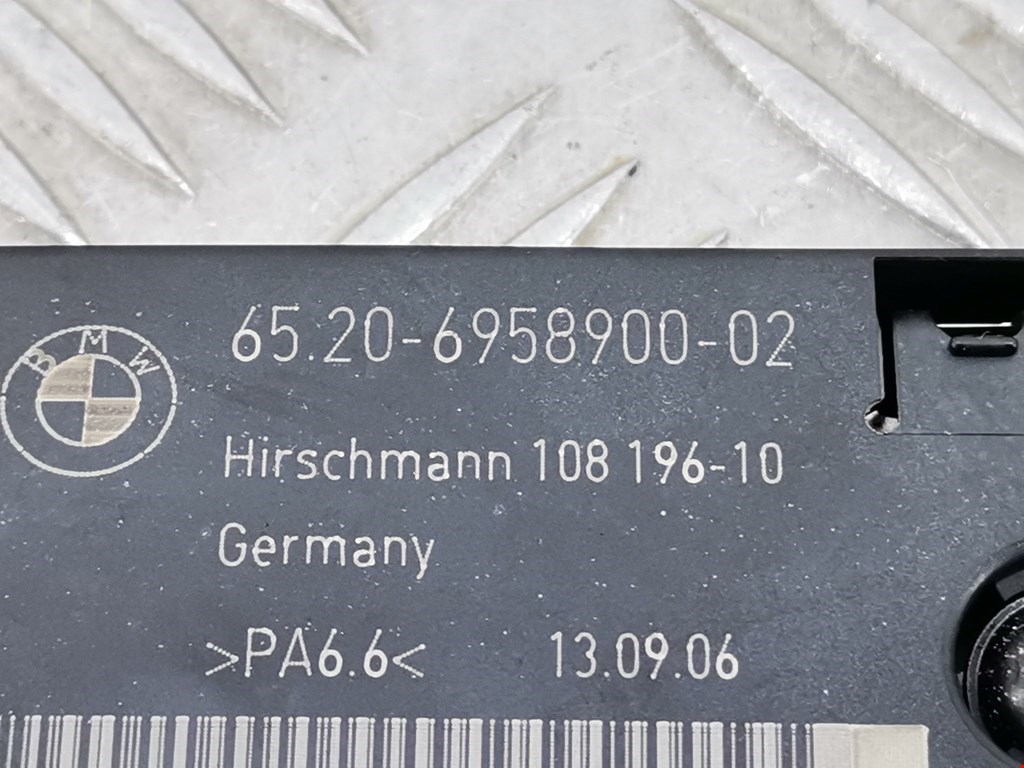 BMW
65.20-6958900-02
Hirschmann 108 196-10
Germany
>PA6.6< 13.09.06